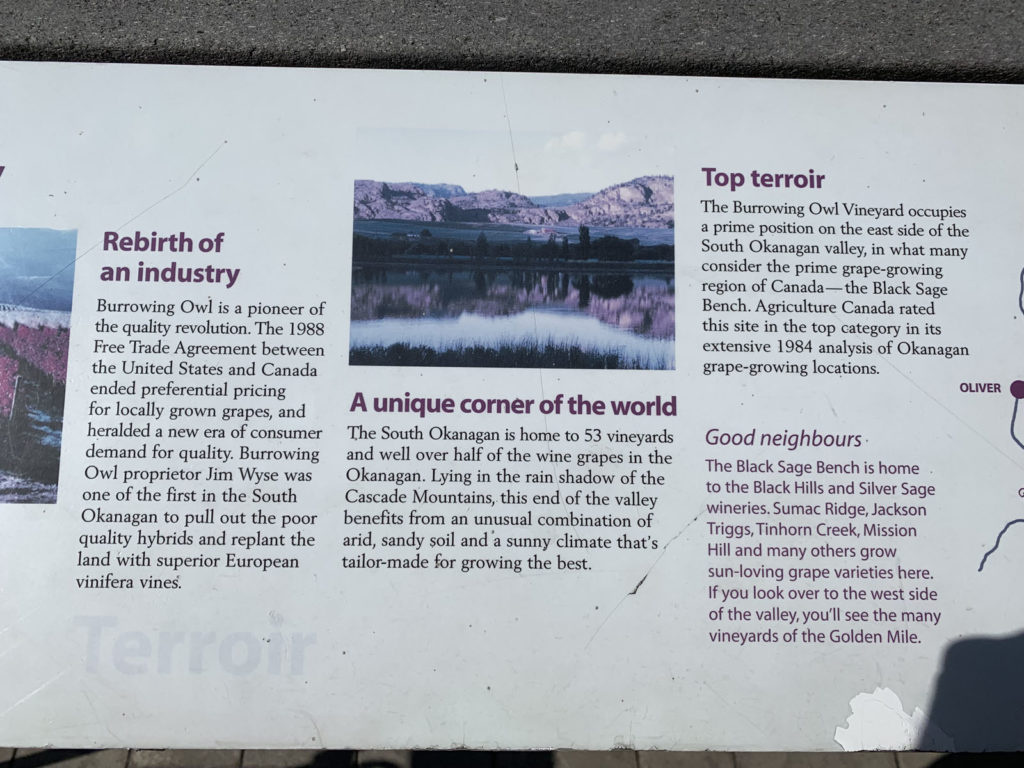 Rebirth of
an industry
Burrowing Owl is a pioneer of
the quality revolution. The 1988
Free Trade Agreement between
the United States and Canada
ended preferential pricing
for locally grown grapes, and
heralded a new era of consumer
demand for quality. Burrowing
Owl proprietor Jim Wyse was
one of the first in the South
Okanagan to pull out the poor
quality hybrids and replant the
land with superior European
vinifera vines.
Terroir
A unique corner of the world
The South Okanagan is home to 53 vineyards
and well over half of the wine grapes in the
Okanagan. Lying in the rain shadow of the
Cascade Mountains, this end of the valley
benefits from an unusual combination of
arid, sandy soil and a sunny climate that's
tailor-made for growing the best.
Top terroir
The Burrowing Owl Vineyard occupies
a prime position on the east side of the
South Okanagan valley, in what many
consider the prime grape-growing
region of Canada—the Black Sage
Bench. Agriculture Canada rated
this site in the top category in its
extensive 1984 analysis of Okanagan
grape-growing locations.
Good neighbours
The Black Sage Bench is home
to the Black Hills and Silver Sage
wineries. Sumac Ridge, Jackson
Triggs, Tinhorn Creek, Mission
Hill and many others grow
sun-loving grape varieties here.
If you look over to the west side
of the valley, you'll see the many
vineyards of the Golden Mile.
OLIVER